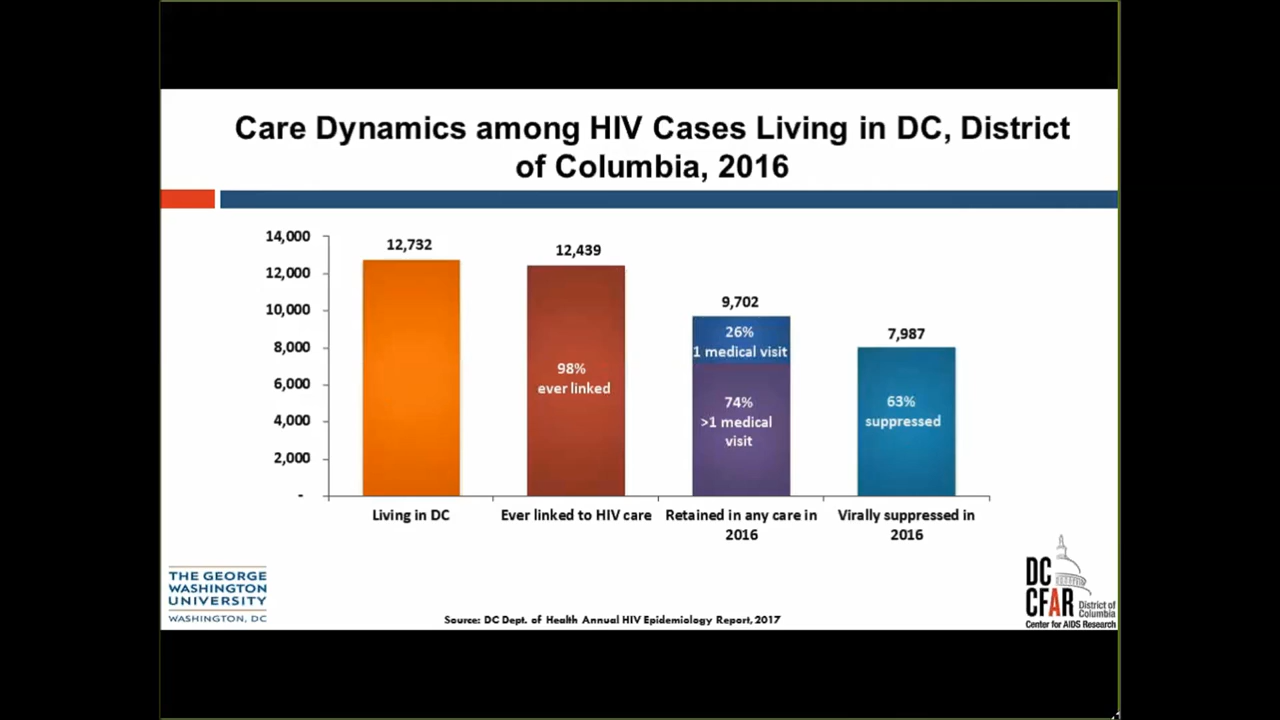 Care Dynamics among HIV Cases Living in DC, District
of Columbia, 2016
14,000
12,000
10,000
8,000
6,000
4,000
2,000
-
12,732
12,439
98%
ever linked
9,702
26%
1 medical visit
74%
>1 medical
visit
7,987
63%
suppressed
Living in DC
Ever linked to HIV care
Retained in any care in
2016
Virally suppressed in
2016
THE GEORGE
WASHINGTON
UNIVERSITY
WASHINGTON, DC
Source: DC Dept. of Health Annual HIV Epidemiology Report, 2017
DC
CFAR
District of
Columbia
Center for AIDS Research